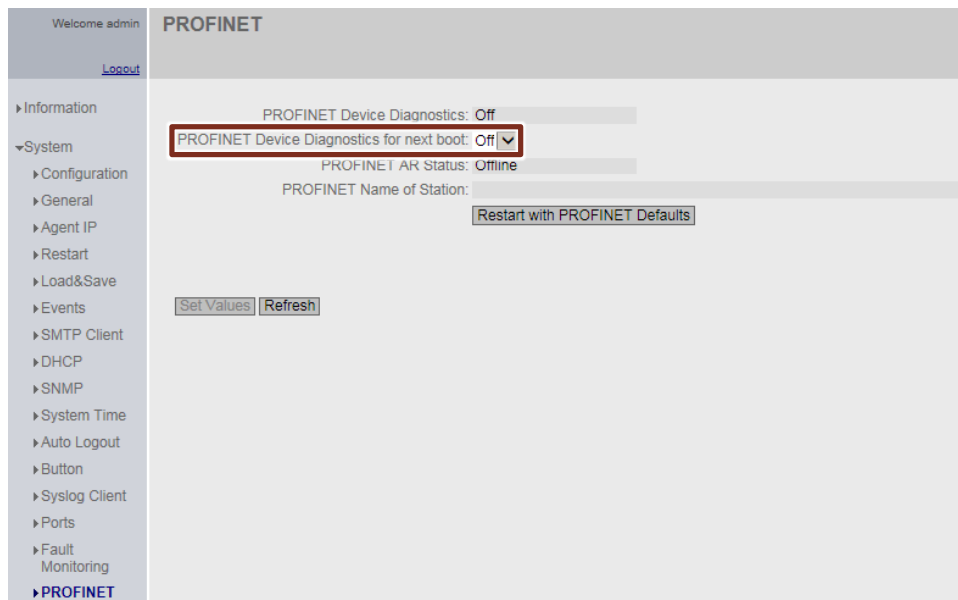 Welcome admin
Logout
PROFINET
Information
System
Configuration
General
Agent IP
Restart
Load&Save
Events
SMTP Client
DHCP
SNMP
System Time
Auto Logout
Button
Syslog Client
Ports
Fault
Monitoring
PROFINET
PROFINET Device Diagnostics: Off
PROFINET Device Diagnostics for next boot: Off
PROFINET AR Status: Offline
PROFINET Name of Station:
Restart with PROFINET Defaults
Set Values Refresh